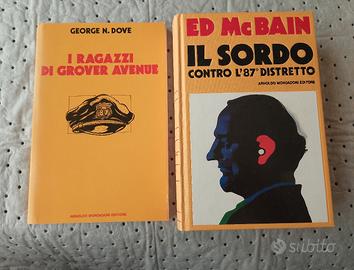 GEORGE N. DOVE
I RAGAZZI
DI GROVER AVENUE
87
ARNOLDO MONDADORI EDITORE
ED McBAIN
IL SORDO
CONTRO L'87° DISTRETTO
ARNOLDO MONDADORI EDITORE
subito